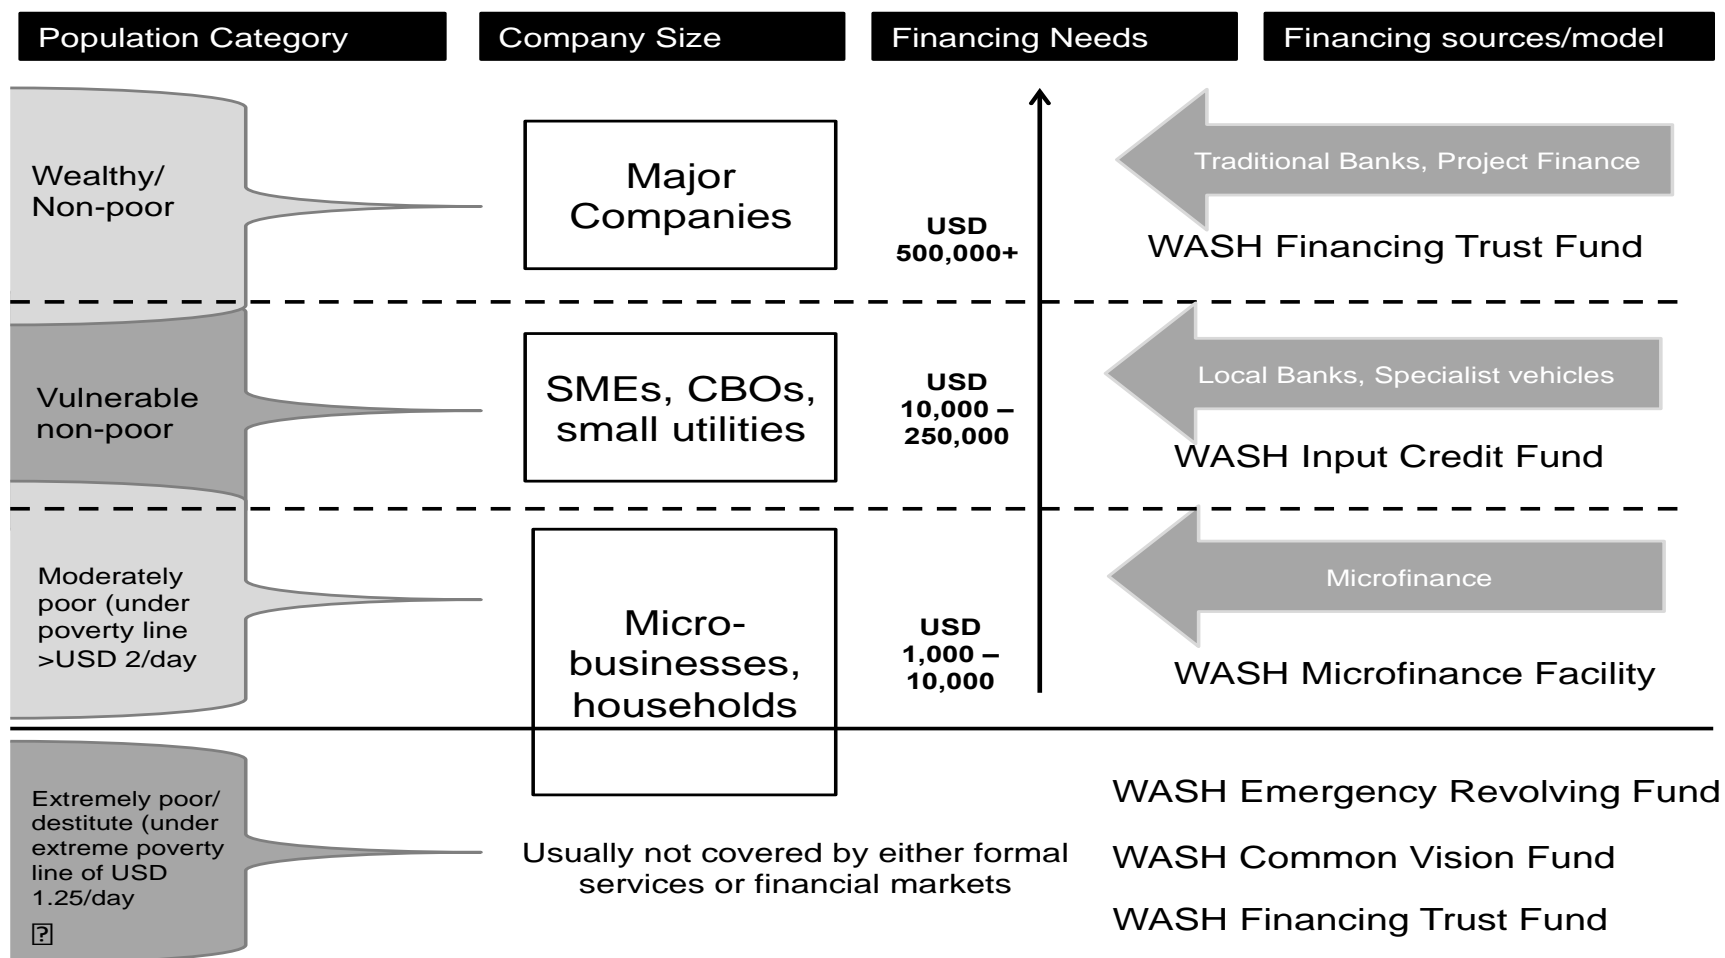 Population Category
Company Size
Financing Needs
Financing sources/model
Wealthy/
Non-poor
Major
Companies
USD
500,000+
Traditional Banks, Project Finance
WASH Financing Trust Fund
Vulnerable
non-poor
SMEs, CBOs,
small utilities
USD
10,000 –
250,000
Local Banks, Specialist vehicles
WASH Input Credit Fund
Moderately
poor (under
poverty line
>USD 2/day
Micro-
businesses,
households
USD
1,000 –
10,000
Microfinance
WASH Microfinance Facility
Extremely poor/
destitute (under
extreme poverty
line of USD
1.25/day
Usually not covered by either formal
services or financial markets
WASH Emergency Revolving Fund
WASH Common Vision Fund
WASH Financing Trust Fund